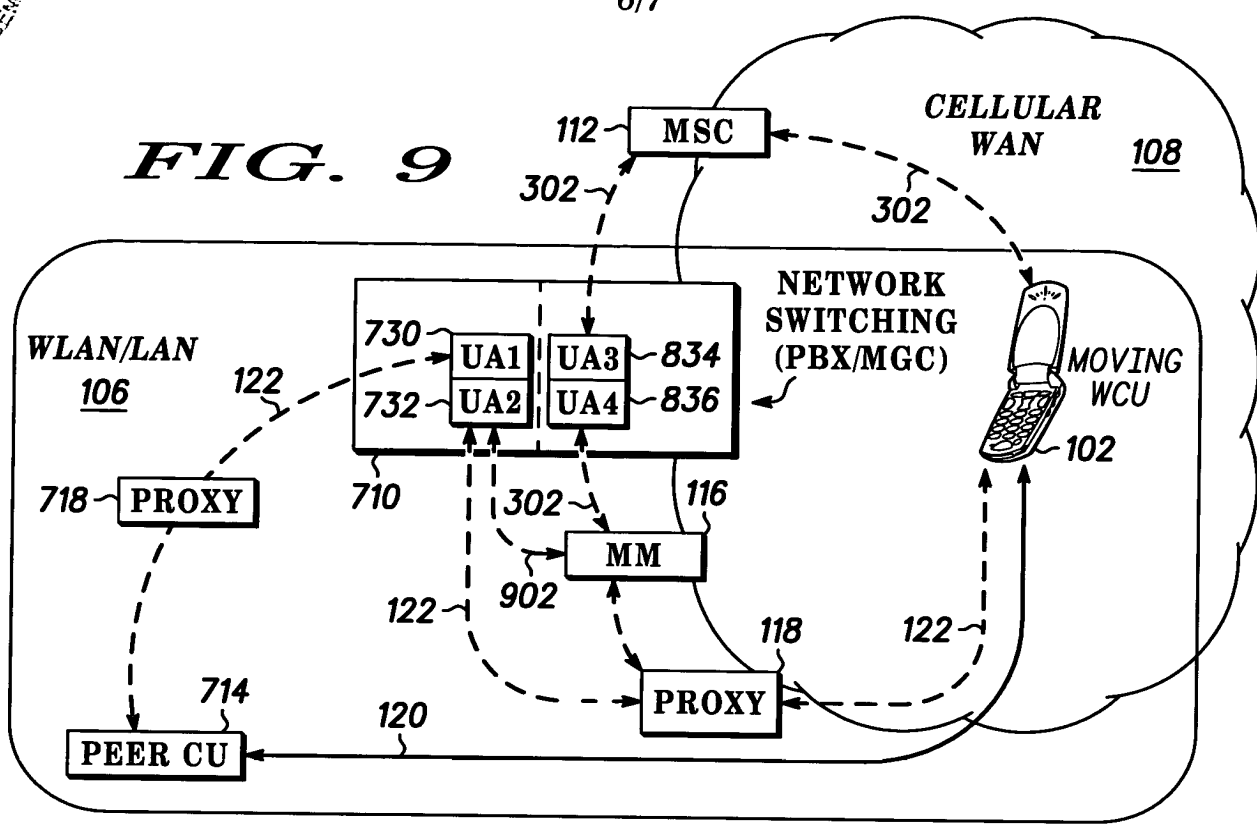 6/7
FIG. 9
112
MSC
CELLULAR
WAN
108
302
302
NETWORK
SWITCHING
(PBX/MGC)
WLAN/LAN
106
730
UA1
UA3
834
732
UA2
UA4
836
MOVING
WCU
122
102
718
PROXY
710
302
116
MM
902
122
118
122
PROXY
714
120
PEER CU